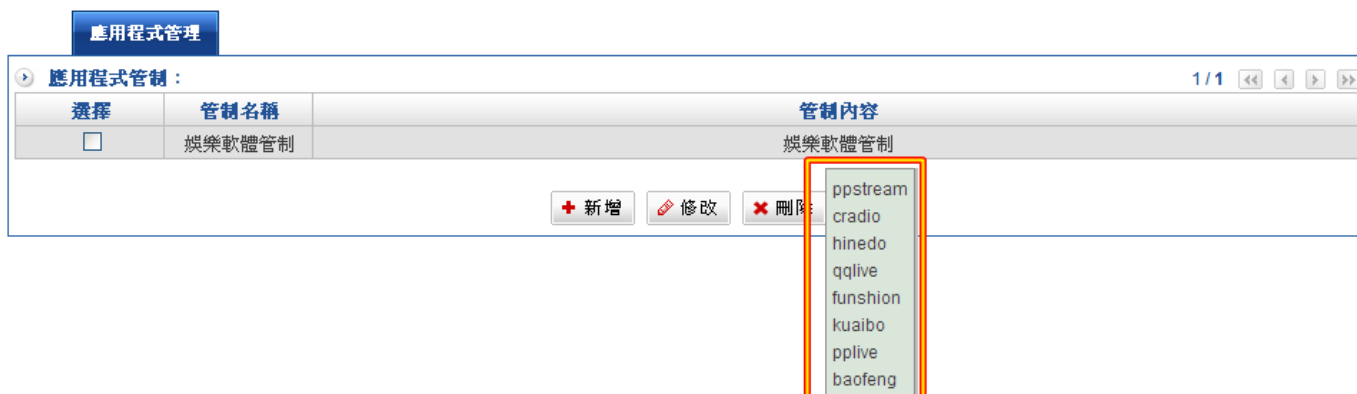 應用程式管理
應用程式管制：
1 / 1
選擇 管制名稱 管制內容
娛樂軟體管制 娛樂軟體管制
新增 修改 刪除
ppstream
cradio
hinedo
qqlive
funshion
kuaibo
pplive
baofeng